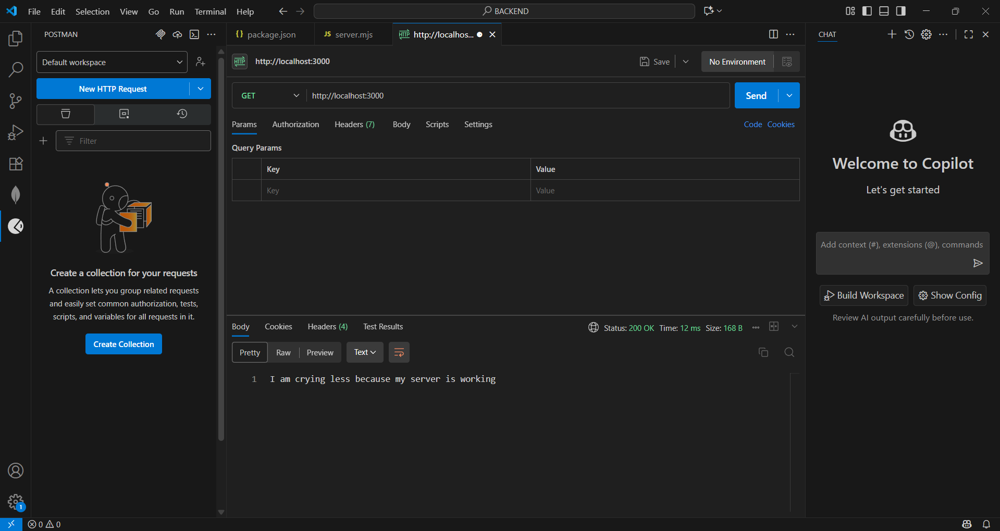 File Edit Selection View Go Run Terminal Help
BACKEND
POSTMAN
Default workspace
New HTTP Request
Filter
Create a collection for your requests
A collection lets you group related requests
and easily set common authorization, tests,
scripts, and variables for all requests in it.
Create Collection
{} package.json
JS server.mjs
HTTP http://localhos...
HTTP http://localhost:3000
Save
No Environment
GET http://localhost:3000
Send
Params Authorization Headers (7) Body Scripts Settings
Code Cookies
Query Params
Key Value
Key Value
Body Cookies Headers (4) Test Results
Status: 200 OK Time: 12 ms Size: 168 B
Pretty Raw Preview Text
1 I am crying less because my server is working
CHAT
Welcome to Copilot
Let's get started
Add context (#), extensions (@), commands
Build Workspace Show Config
Review AI output carefully before use.
1
0 0